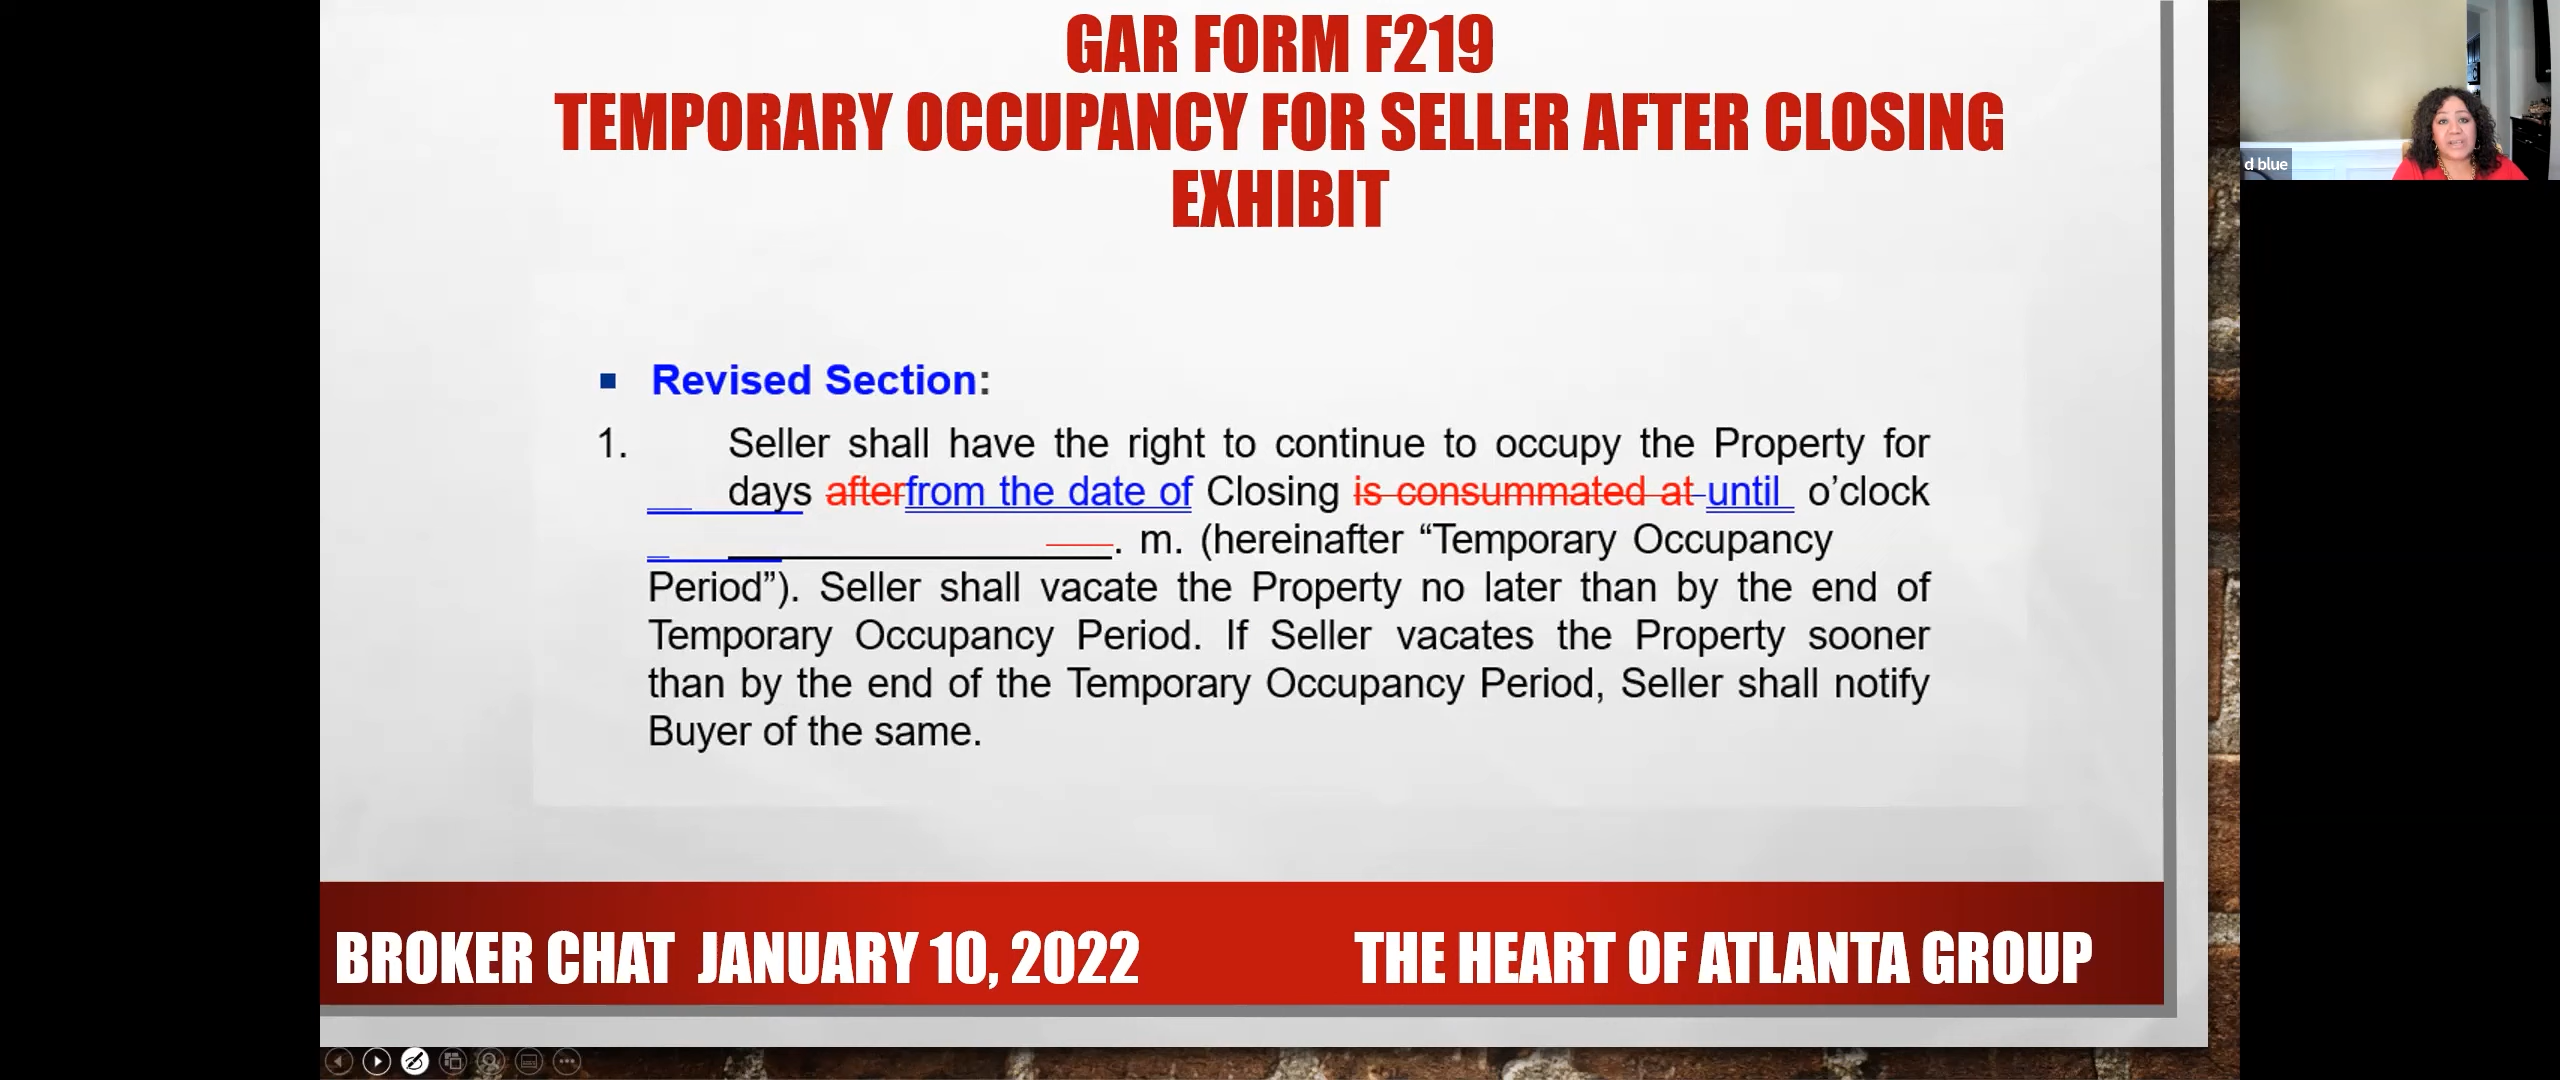 GAR FORM F219
TEMPORARY OCCUPANCY FOR SELLER AFTER CLOSING
EXHIBIT
d blue
Revised Section:
1. Seller shall have the right to continue to occupy the Property for
__ days afterfrom the date of Closing is consummated at until o’clock
_ ____. m. (hereinafter “Temporary Occupancy
Period”). Seller shall vacate the Property no later than by the end of
Temporary Occupancy Period. If Seller vacates the Property sooner
than by the end of the Temporary Occupancy Period, Seller shall notify
Buyer of the same.
BROKER CHAT JANUARY 10, 2022 THE HEART OF ATLANTA GROUP